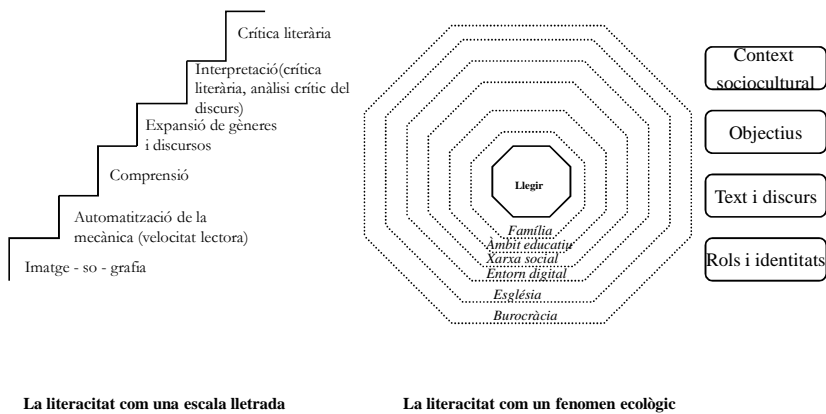 Crítica literària
Interpretació(crítica
literària, anàlisi crític del
discurs)
Expansió de gèneres
i discursos
Comprensió
Automatització de la
mecànica (velocitat lectora)
Imatge - so - grafia
Llegir
Família
Àmbit educatiu
Xarxa social
Entorn digital
Església
Burocràcia
Context
sociocultural
Objectius
Text i discurs
Rols i identitats
La literacitat com una escala lletrada
La literacitat com un fenomen ecològic